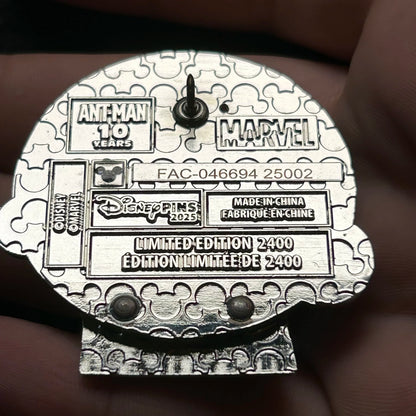 ANT-MAN
10
YEARS
MARVEL
FAC-046694 25002
©DISNEY
©MARVEL
Disney PINS
2025
MADE IN CHINA
FABRIQUÉ EN CHINE
LIMITED EDITION 2400
ÉDITION LIMITÉE DE 2400